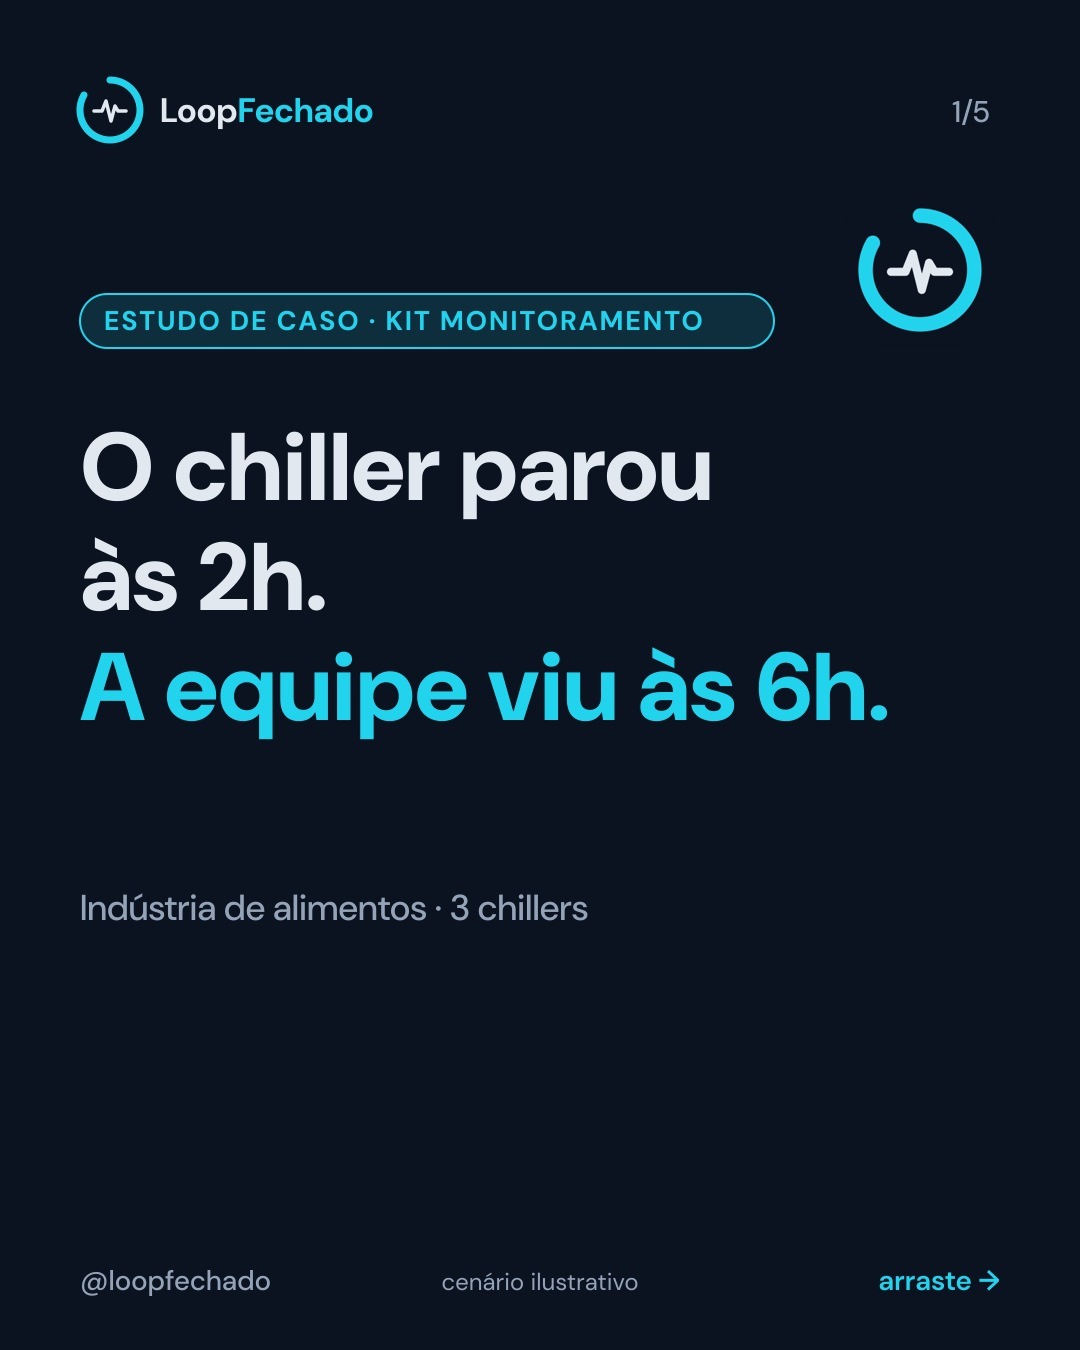 LoopFechado
1/5
ESTUDO DE CASO · KIT MONITORAMENTO
O chiller parou
às 2h.
A equipe viu às 6h.
Indústria de alimentos · 3 chillers
@loopfechado
cenário ilustrativo
arraste →